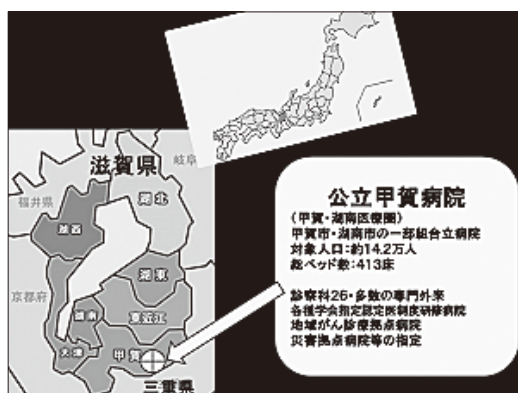 滋賀県
岐阜
福井県
湖北
湖西
湖東
京都府
湖南
東近江
大津
甲賀
三重県
公立甲賀病院
(甲賀・湖南医療圏)
甲賀市・湖南市の一部組合立病院
対象人口:約14.2万人
総ベッド数:413床
診療科26・多数の専門外来
各種学会指定認定医制度研修病院
地域がん診療拠点病院
災害拠点病院等の指定